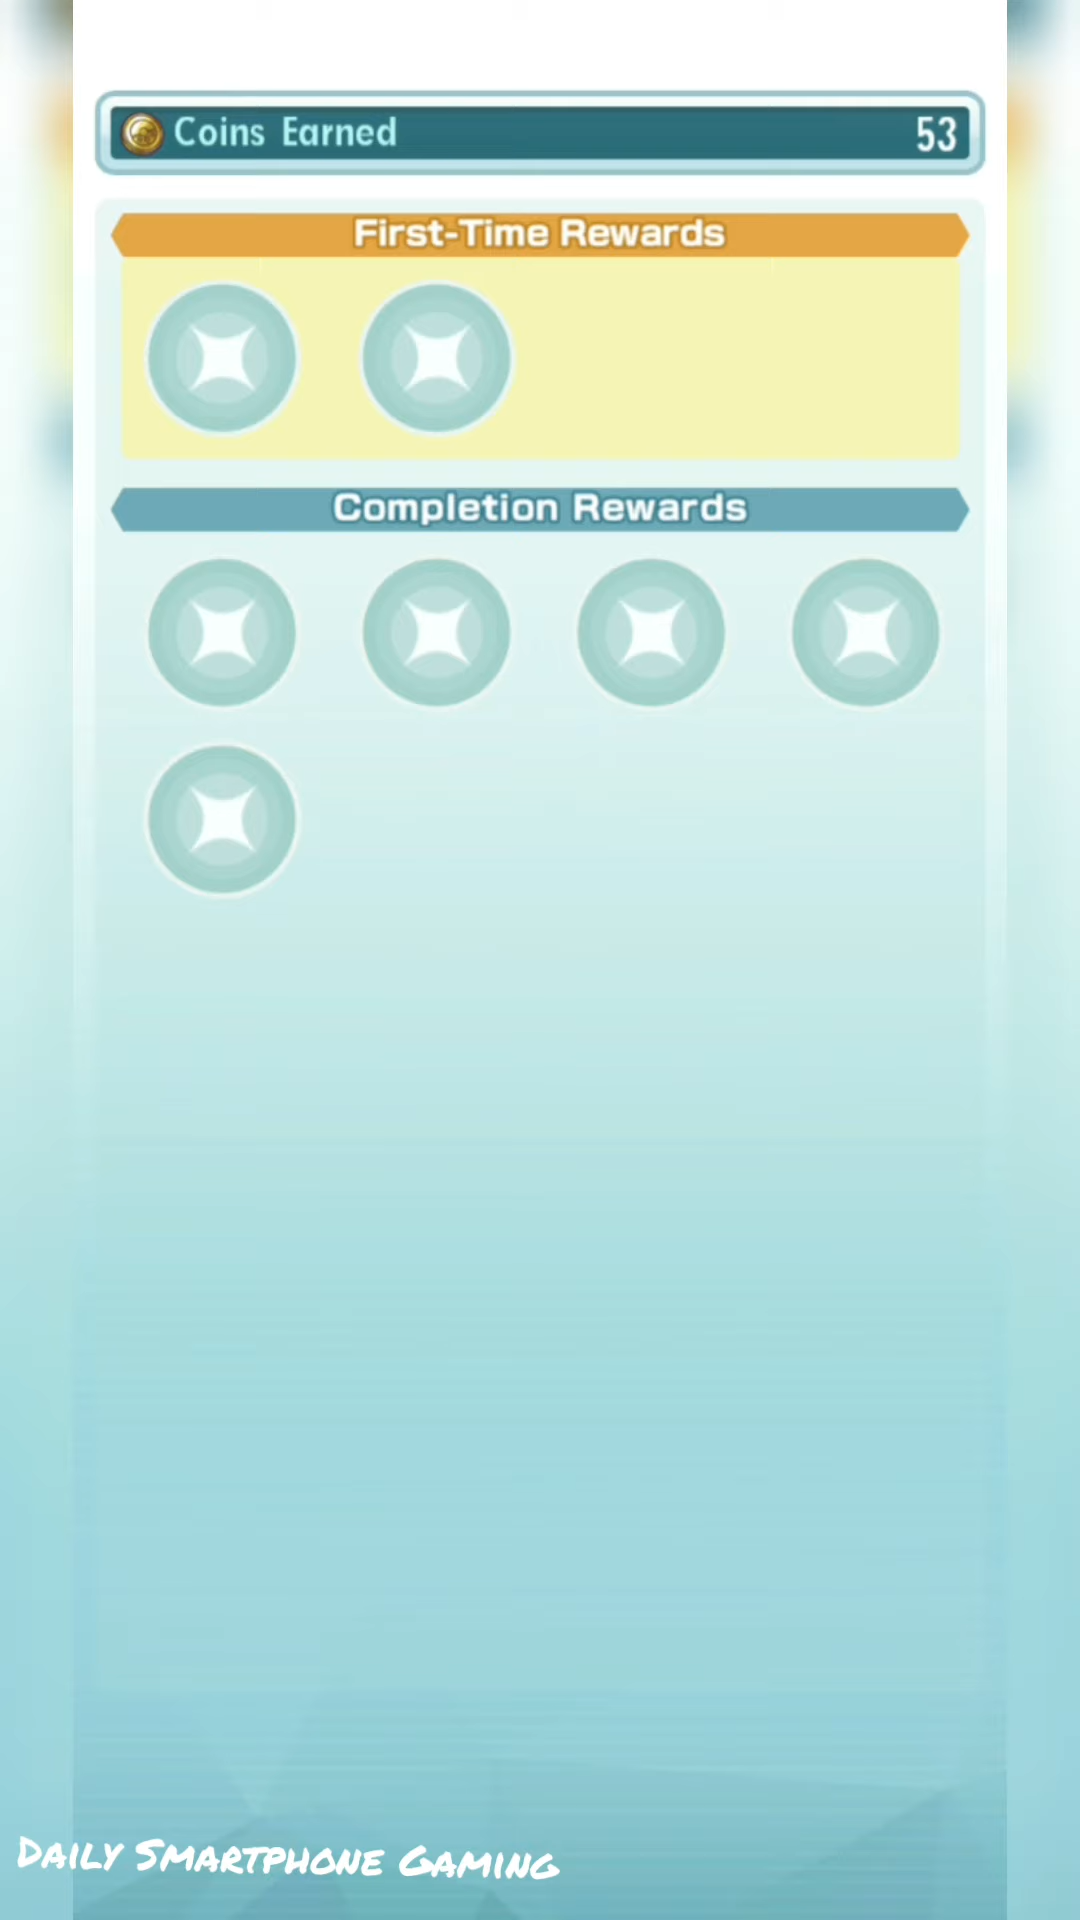 Coins Earned 53
First-Time Rewards
Completion Rewards
Daily Smartphone Gaming